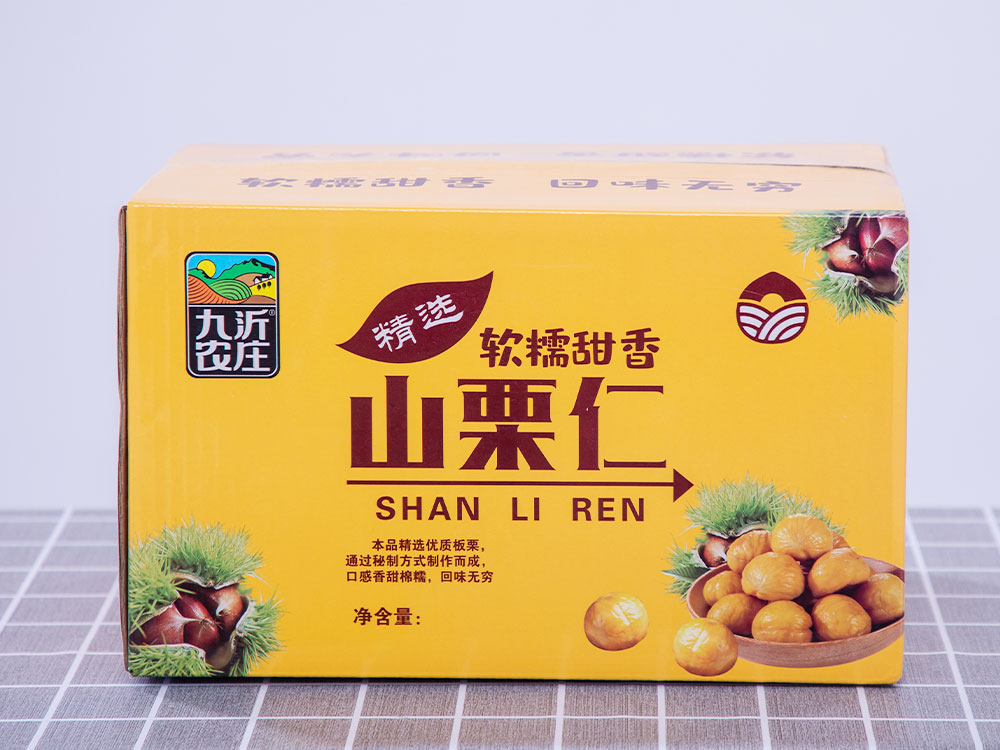 软糯甜香 回味无穷
九沂®
农庄
精选
软糯甜香
山栗仁
SHAN LI REN
本品精选优质板栗，
通过秘制方式制作而成，
口感香甜棉糯，回味无穷
净含量：